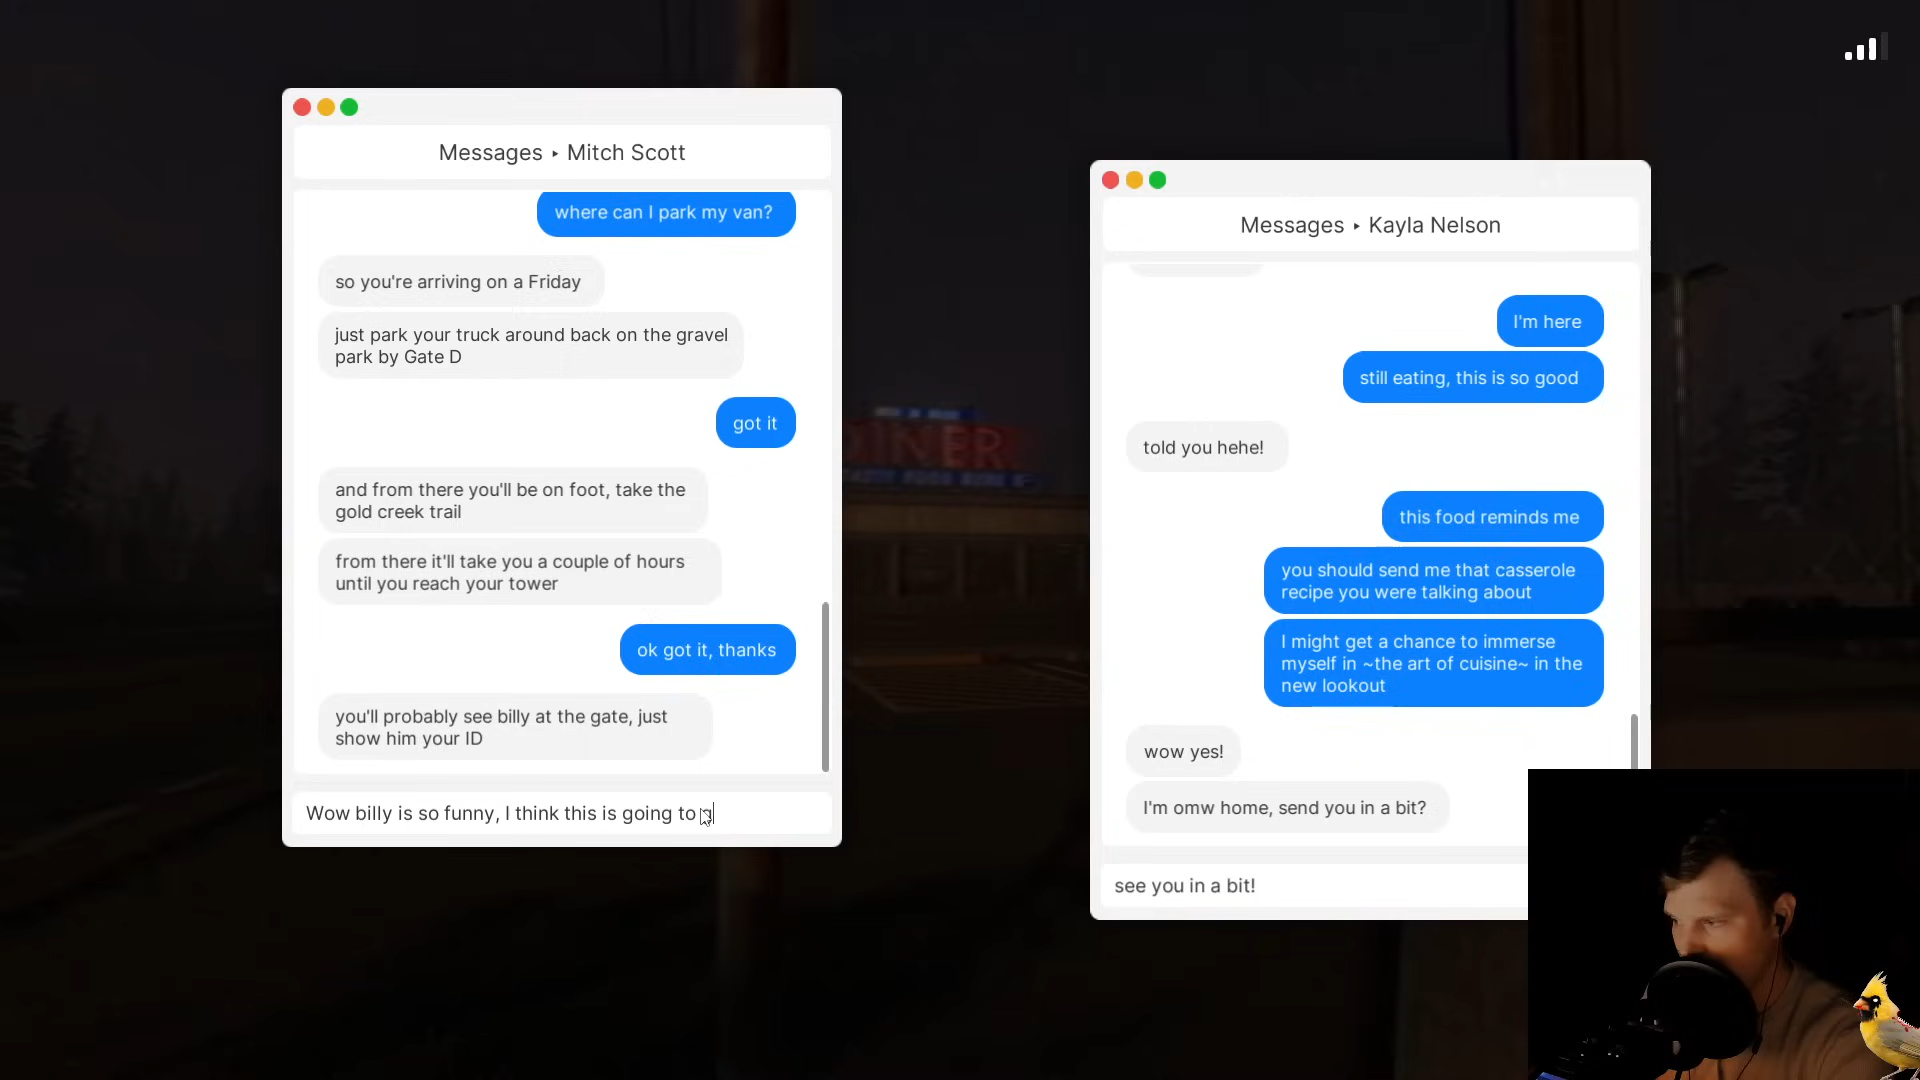 Messages ▸ Mitch Scott
where can I park my van?
so you're arriving on a Friday
just park your truck around back on the gravel
park by Gate D
got it
and from there you'll be on foot, take the
gold creek trail
from there it'll take you a couple of hours
until you reach your tower
ok got it, thanks
you'll probably see billy at the gate, just
show him your ID
Wow billy is so funny, I think this is going to
Messages ▸ Kayla Nelson
I'm here
still eating, this is so good
told you hehe!
this food reminds me
you should send me that casserole
recipe you were talking about
I might get a chance to immerse
myself in ~the art of cuisine~ in the
new lookout
wow yes!
I'm omw home, send you in a bit?
see you in a bit!
DINER